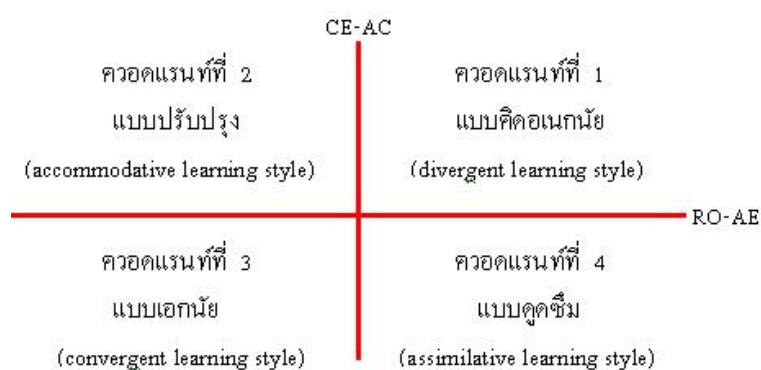 CE-AC
ควอดแรนท์ที่ 2
แบบปรับปรุง
(accommodative learning style)
ควอดแรนท์ที่ 1
แบบคิดอเนกนัย
(divergent learning style)
RO-AE
ควอดแรนท์ที่ 3
แบบเอกนัย
(convergent learning style)
ควอดแรนท์ที่ 4
แบบดูดซึม
(assimilative learning style)